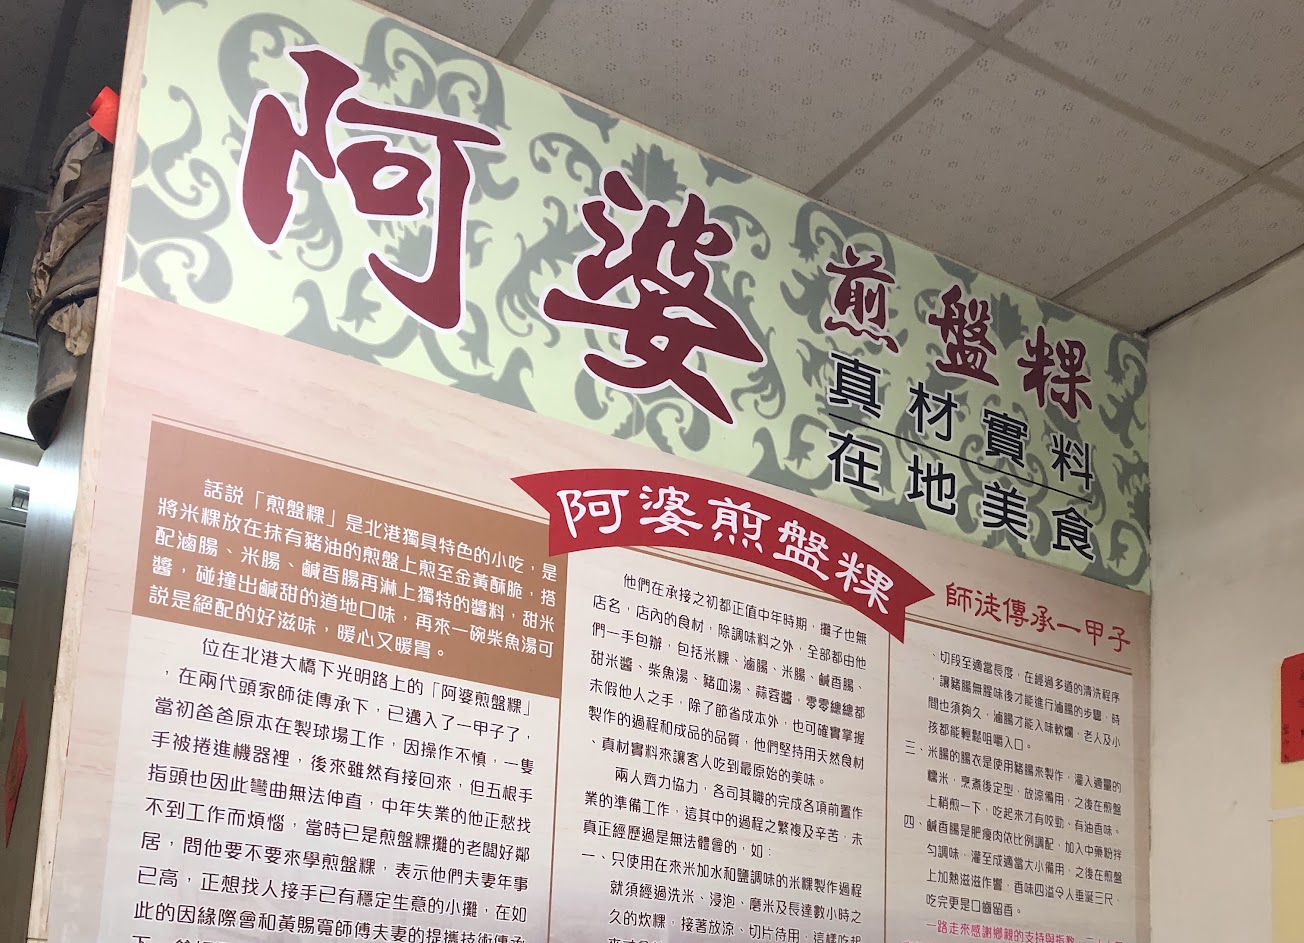 阿婆
煎盤粿
真材實料
在地美食
阿婆煎盤粿
話説「煎盤粿」是北港獨具特色的小吃，是
將米粿放在抹有豬油的煎盤上煎至金黃酥脆，搭
配滷腸、米腸、鹹香腸再淋上獨特的醬料，甜米
醬，碰撞出鹹甜的道地口味，再來一碗柴魚湯可
説是絕配的好滋味，暖心又暖胃。
位在北港大橋下光明路上的「阿婆煎盤粿」
，在兩代頭家師徒傳承下，已邁入了一甲子了，
當初爸爸原本在製球場工作，因操作不慎，一隻
手被捲進機器裡，後來雖然有接回來，但五根手
指頭也因此彎曲無法伸直，中年失業的他正愁找
不到工作而煩惱，當時已是煎盤粿攤的老闆好鄰
居，問他要不要來學煎盤粿，表示他們夫妻年事
已高，正想找人接手已有穩定生意的小攤，在如
此的因緣際會和黃賜寬師傅夫妻的提攜技術傳承
他們在承接之初都正值中年時期，攤子也無
店名，店內的食材，除調味料之外，全部都由他
們一手包辦，包括米粿、滷腸、米腸、鹹香腸、
甜米醬、柴魚湯、豬血湯、蒜蓉醬，零零總總都
未假他人之手，除了節省成本外，也可確實掌握
製作的過程和成品的品質，他們堅持用天然食材
、真材實料來讓客人吃到最原始的美味。
兩人齊力協力，各司其職的完成各項前置作
業的準備工作，這其中的過程之繁複及辛苦，未
真正經歷過是無法體會的，如：
一、只使用在來米加水和鹽調味的米粿製作過程
就須經過洗米、浸泡、磨米及長達數小時之
久的炊粿，接著放涼、切片待用，這樣吃起
師徒傳承一甲子
、切段至適當長度，在經過多道的清洗程序
，讓豬腸無腥味後才能進行滷腸的步驟，時
間也須夠久，滷腸才能入味軟爛，老人及小
孩都能輕鬆咀嚼入口。
三、米腸的腸衣是使用豬腸來製作，灌入適量的
糯米，烹煮後定型，放涼備用，之後在煎盤
上稍煎一下，吃起來才有咬勁、有油香味。
四、鹹香腸是肥瘦肉依比例調配，加入中藥粉拌
勻調味，灌至成適當大小備用，之後在煎盤
上加熱滋滋作響，香味四溢令人垂涎三尺，
吃完更是口齒留香。
一路走來感謝鄉親的支持與指教